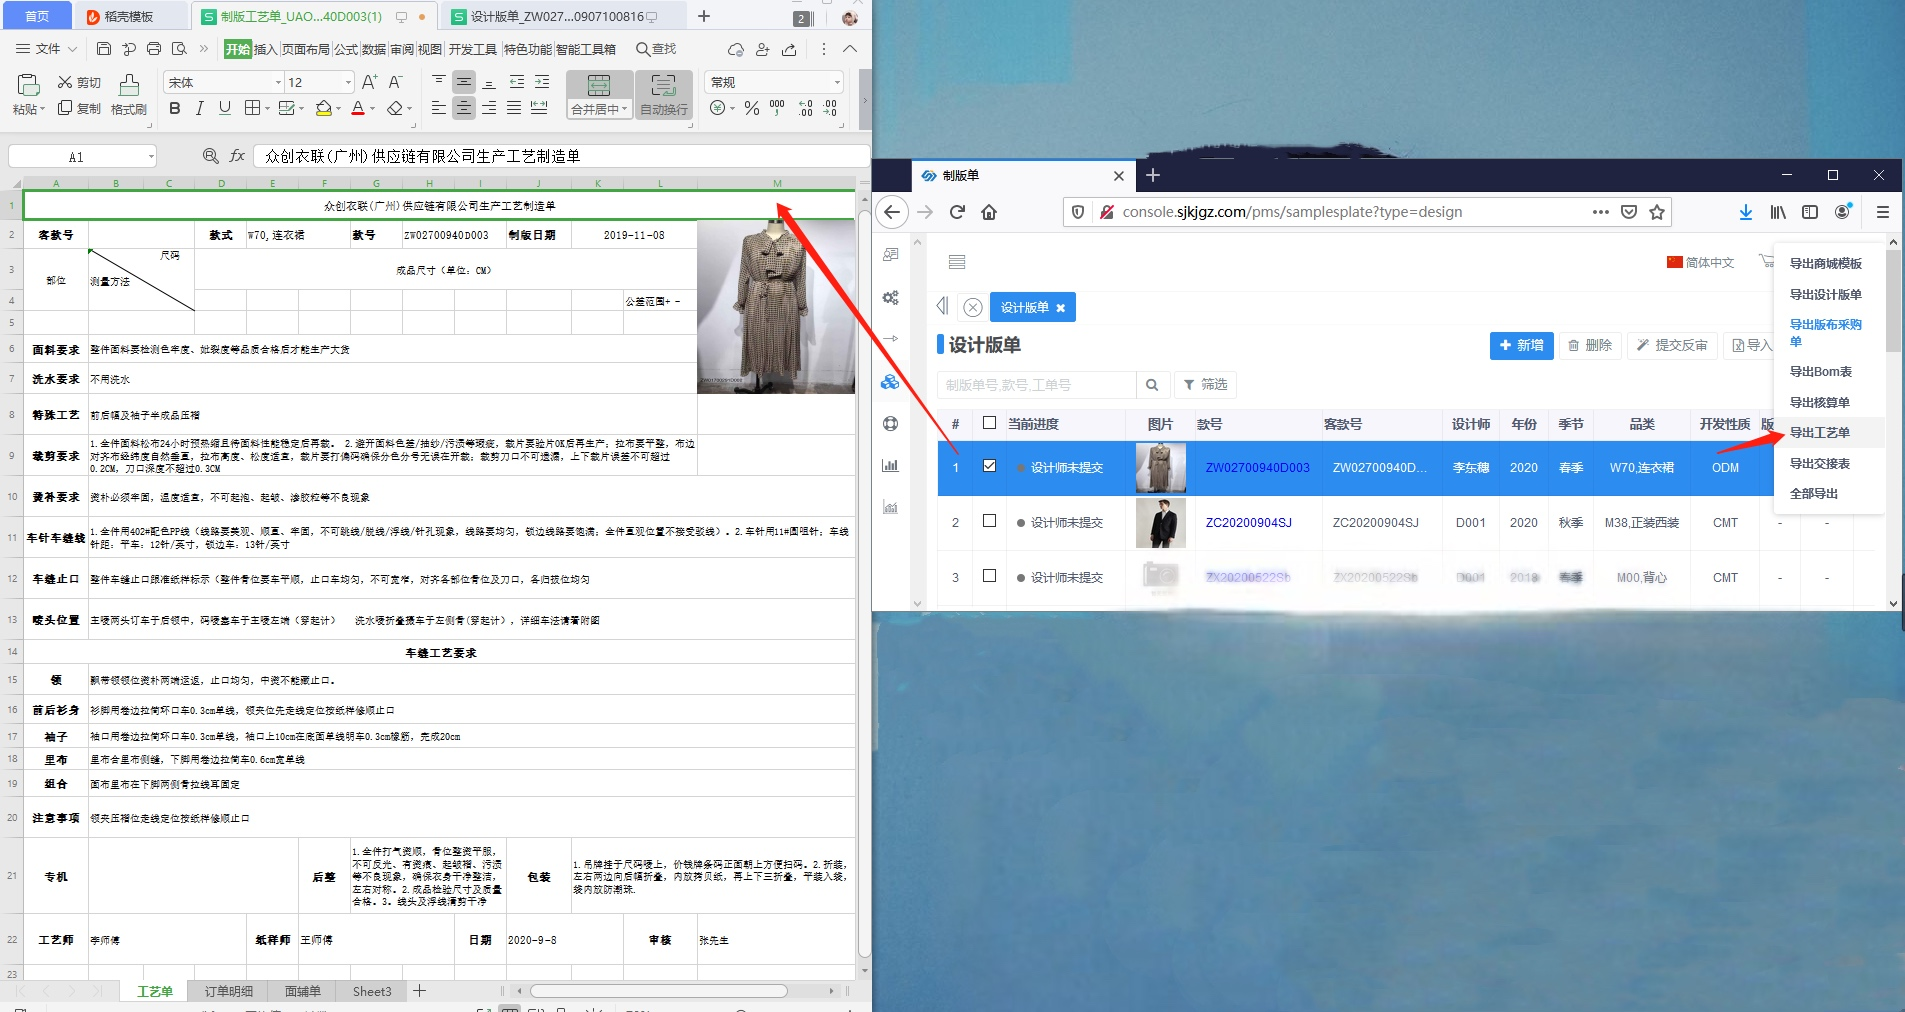 首页
稻壳模板
制版工艺单_UAO...40D003(1)
设计版单_ZW027...0907100816
2
文件
开始
插入
页面布局
公式
数据
审阅
视图
开发工具
特色功能
智能工具箱
查找
粘贴
剪切
复制
格式刷
宋体
12
合并居中
自动换行
常规
A1
fx
众创衣联(广州)供应链有限公司生产工艺制造单
A B C D E F G H I J K L M
1 众创衣联(广州)供应链有限公司生产工艺制造单
2 客款号 款式 W70,连衣裙 款号 ZW02700940D003 制版日期 2019-11-08
3 部位 测量方法 尺码 成品尺寸(单位: CM)
4 公差范围+ -
5
6 面料要求 整件面料要检测色牢度、妣裂度等品质合格后才能生产大货
7 洗水要求 不用洗水
8 特殊工艺 前后幅及袖子半成品压褶
9 裁剪要求 1.全件面料松布24小时预热缩且待面料性能稳定后再裁。 2.避开面料色差/抽纱/污渍等瑕疵, 裁片要验片OK后再生产; 拉布要平整, 布边
对齐布经纬度自然垂直, 拉布高度、松度适宜, 裁片要打偏码确保分色分号无误在开裁; 裁剪刀口不可遗漏, 上下裁片误差不可超过
0.2CM, 刀口深度不超过0.3CM
10 烫朴要求 烫朴必须牢固, 温度适宜, 不可起泡、起皱、渗胶粒等不良现象
11 车针车缝线 1.全件用402#配色PP线(线路要美观、顺直、牢固, 不可跳线/脱线/浮线/针孔现象, 线路要均匀, 锁边线路要饱满; 全件直观位置不接受驳线)。2.车针用11#圆咀针; 车线
针距: 平车: 12针/英寸, 锁边车: 13针/英寸
12 车缝止口 整件车缝止口跟准纸样标示(整件骨位要车平顺, 止口车均匀, 不可宽窄, 对齐各部位骨位及刀口, 各归拔位均匀
13 唛头位置 主唛两头订车于后领中, 码唛塞车于主唛左端(穿起计) 洗水唛折叠摄车于左侧骨(穿起计), 详细车法请看附图
14 车缝工艺要求
15 领 飘带领领位烫朴两端运返, 止口均匀, 中烫不能藏止口。
16 前后衫身 衫脚用卷边拉筒环口车0.3cm单线, 领夹位先走线定位按纸样修顺止口
17 袖子 袖口用卷边拉筒环口车0.3cm单线, 袖口上10cm在底面单线明车0.3cm橡筋, 完成20cm
18 里布 里布合里布侧缝, 下脚用卷边拉筒车0.6cm宽单线
19 组合 面布里布在下脚两侧骨拉线耳固定
20 注意事项 领夹压褶位走线定位按纸样修顺止口
21 专机 后整 1.全件打气烫顺, 骨位整烫平服,
不可反光、有烫痕、起皱褶、污渍
等不良现象, 确保衣身干净整洁,
左右对称。2.成品检验尺寸及质量
合格。3。线头及浮线清剪干净
包装 1.吊牌挂于尺码唛上, 价钱牌条码正面朝上方便扫码。2.折装,
左右两边向后幅折叠, 内放拷贝纸, 再上下三折叠, 平装入袋,
袋内放防潮珠.
22 工艺师 李师傅 纸样师 王师傅 日期 2020-9-8 审核 张先生
23
工艺单
订单明细
面辅单
Sheet3
制版单
console.sjkjgz.com/pms/samplesplate?type=design
简体中文
设计版单
设计版单
新增
删除
提交反审
导入
制版单号,款号,工单号
筛选
# 当前进度 图片 款号 客款号 设计师 年份 季节 品类 开发性质 版
1 设计师未提交 ZW02700940D003 ZW02700940D... 李东穗 2020 春季 W70,连衣裙 ODM
2 设计师未提交 ZC20200904SJ ZC20200904SJ D001 2020 秋季 M38,正装西装 CMT - -
3 设计师未提交 ZX20200522Sb ZX20200522Sb D001 2018 春季 M00,背心 CMT - -
导出商城模板
导出设计版单
导出版布采购
单
导出Bom表
导出核算单
导出工艺单
导出交接表
全部导出